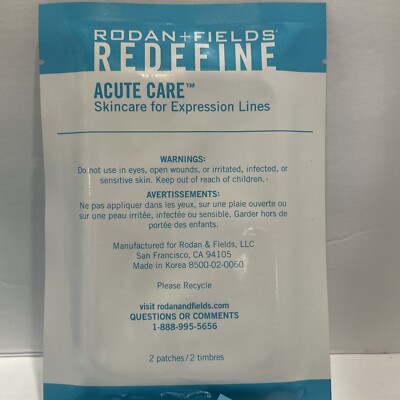 RODAN+FIELDS®
REDEFINE
ACUTE CARE™
Skincare for Expression Lines
WARNINGS:
Do not use in eyes, open wounds, or irritated, infected, or
sensitive skin. Keep out of reach of children.
AVERTISSEMENTS:
Ne pas appliquer dans les yeux, sur une plaie ouverte ou
sur une peau irritée, infectée ou sensible. Garder hors de
portée des enfants.
Manufactured for Rodan & Fields, LLC
San Francisco, CA 94105
Made in Korea 8500-02-0060
Please Recycle
visit rodanandfields.com
QUESTIONS OR COMMENTS
1-888-995-5656
2 patches/2 timbres